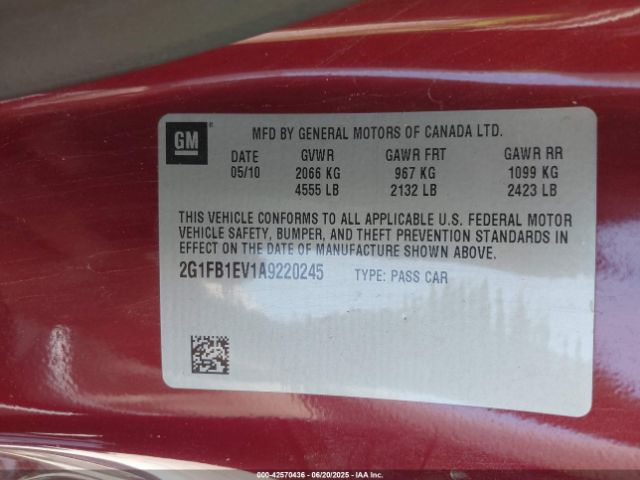 GM
MFD BY GENERAL MOTORS OF CANADA LTD.
DATE GVWR GAWR FRT GAWR RR
05/10 2066 KG 967 KG 1099 KG
4555 LB 2132 LB 2423 LB
THIS VEHICLE CONFORMS TO ALL APPLICABLE U.S. FEDERAL MOTOR
VEHICLE SAFETY, BUMPER, AND THEFT PREVENTION STANDARDS IN
EFFECT ON THE DATE OF MANUFACTURE SHOWN ABOVE.
2G1FB1EV1A9220245 TYPE: PASS CAR
000-42570436 - 06/20/2025 - IAA Inc.